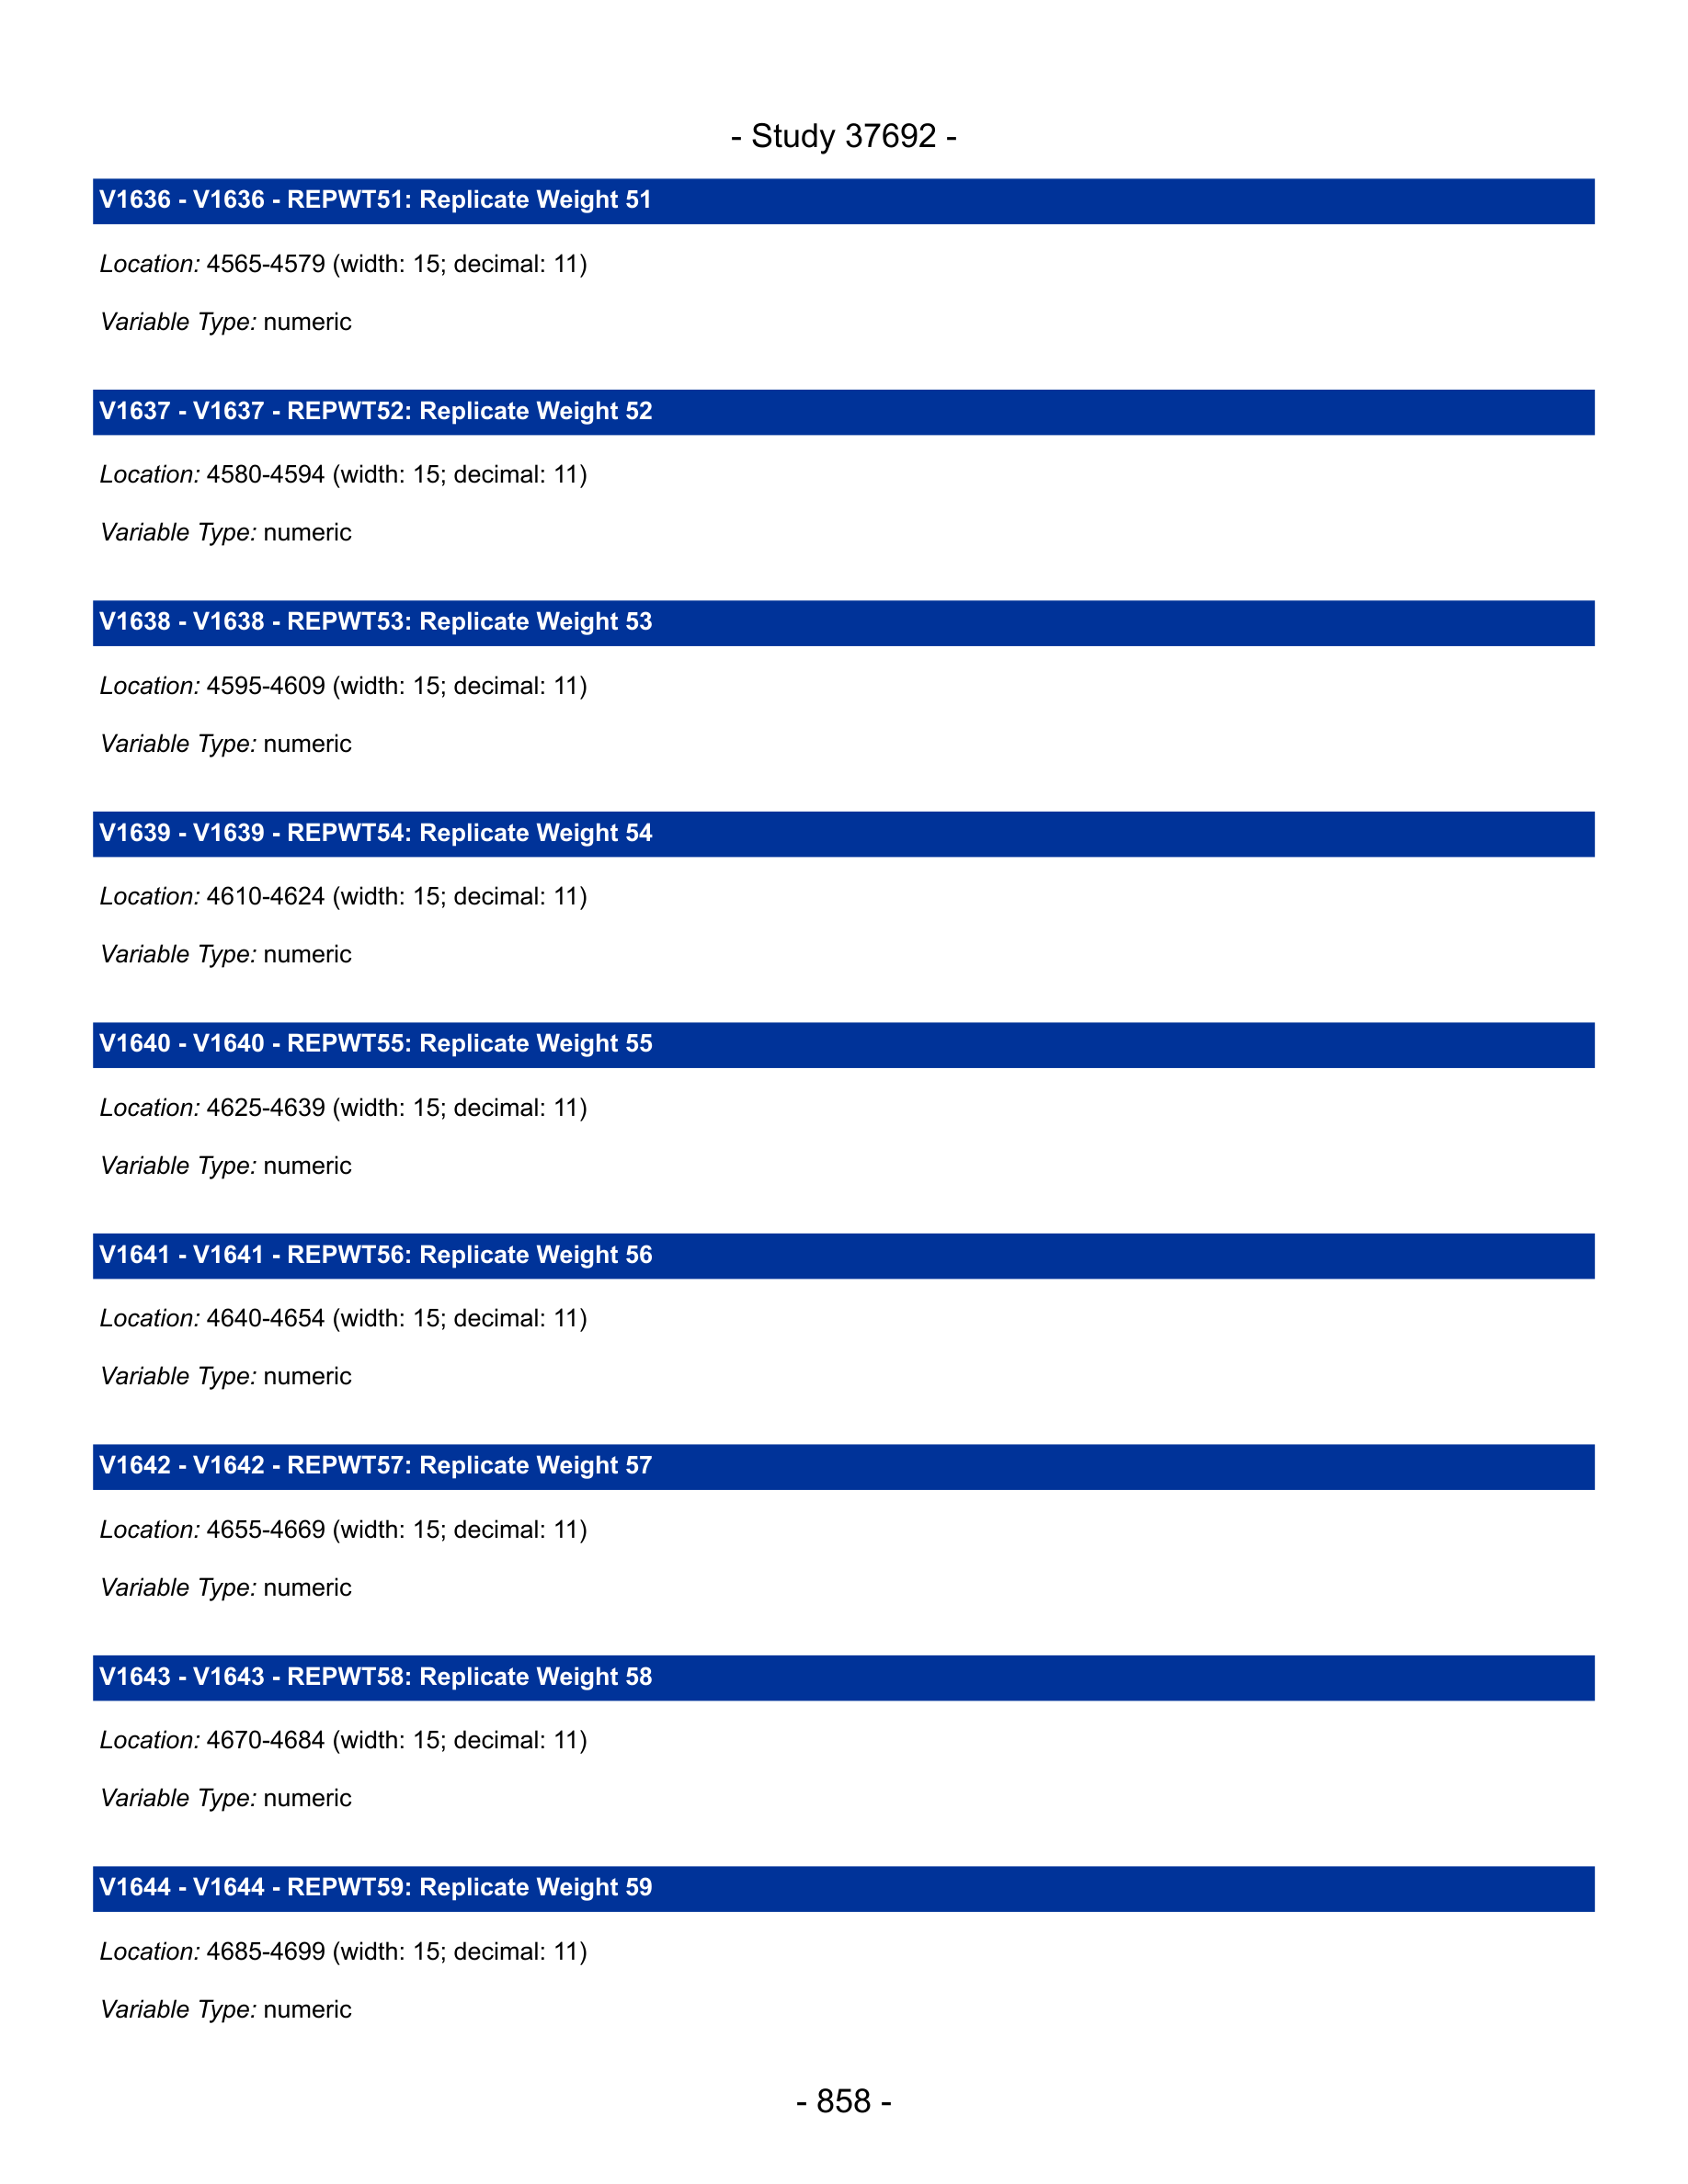 - Study 37692 -
V1636 - V1636 - REPWT51: Replicate Weight 51
Location: 4565-4579 (width: 15; decimal: 11)
Variable Type: numeric
V1637 - V1637 - REPWT52: Replicate Weight 52
Location: 4580-4594 (width: 15; decimal: 11)
Variable Type: numeric
V1638 - V1638 - REPWT53: Replicate Weight 53
Location: 4595-4609 (width: 15; decimal: 11)
Variable Type: numeric
V1639 - V1639 - REPWT54: Replicate Weight 54
Location: 4610-4624 (width: 15; decimal: 11)
Variable Type: numeric
V1640 - V1640 - REPWT55: Replicate Weight 55
Location: 4625-4639 (width: 15; decimal: 11)
Variable Type: numeric
V1641 - V1641 - REPWT56: Replicate Weight 56
Location: 4640-4654 (width: 15; decimal: 11)
Variable Type: numeric
V1642 - V1642 - REPWT57: Replicate Weight 57
Location: 4655-4669 (width: 15; decimal: 11)
Variable Type: numeric
V1643 - V1643 - REPWT58: Replicate Weight 58
Location: 4670-4684 (width: 15; decimal: 11)
Variable Type: numeric
V1644 - V1644 - REPWT59: Replicate Weight 59
Location: 4685-4699 (width: 15; decimal: 11)
Variable Type: numeric
- 858 -